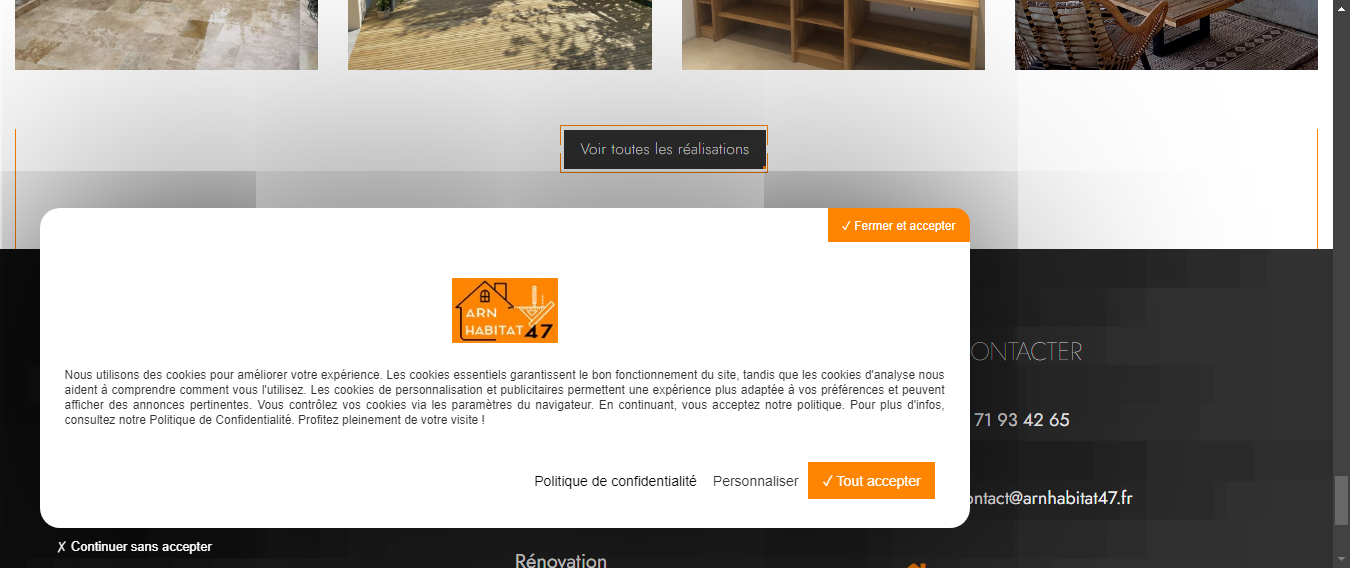 Voir toutes les réalisations
✓ Fermer et accepter
ARN
HABITAT 47
ONTACTER
Nous utilisons des cookies pour améliorer votre expérience. Les cookies essentiels garantissent le bon fonctionnement du site, tandis que les cookies d'analyse nous
aident à comprendre comment vous l'utilisez. Les cookies de personnalisation et publicitaires permettent une expérience plus adaptée à vos préférences et peuvent
afficher des annonces pertinentes. Vous contrôlez vos cookies via les paramètres du navigateur. En continuant, vous acceptez notre politique. Pour plus d'infos,
consultez notre Politique de Confidentialité. Profitez pleinement de votre visite !
71 93 42 65
Politique de confidentialité Personnaliser ✓ Tout accepter
ontact@arnhabitat47.fr
✗ Continuer sans accepter
Rénovation